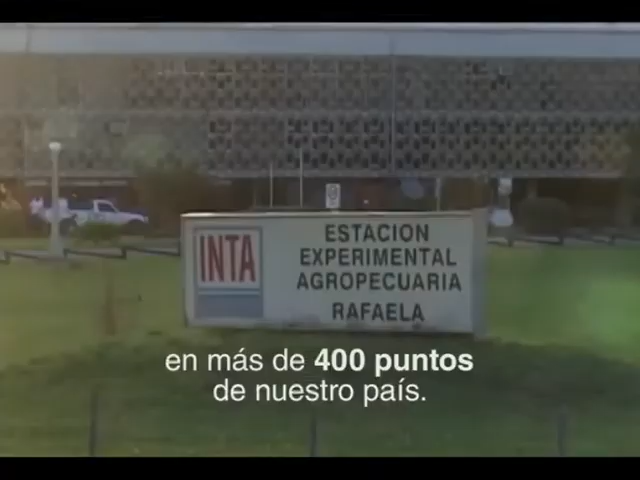 INTA
ESTACION
EXPERIMENTAL
AGROPECUARIA
RAFAELA
en más de 400 puntos
de nuestro país.